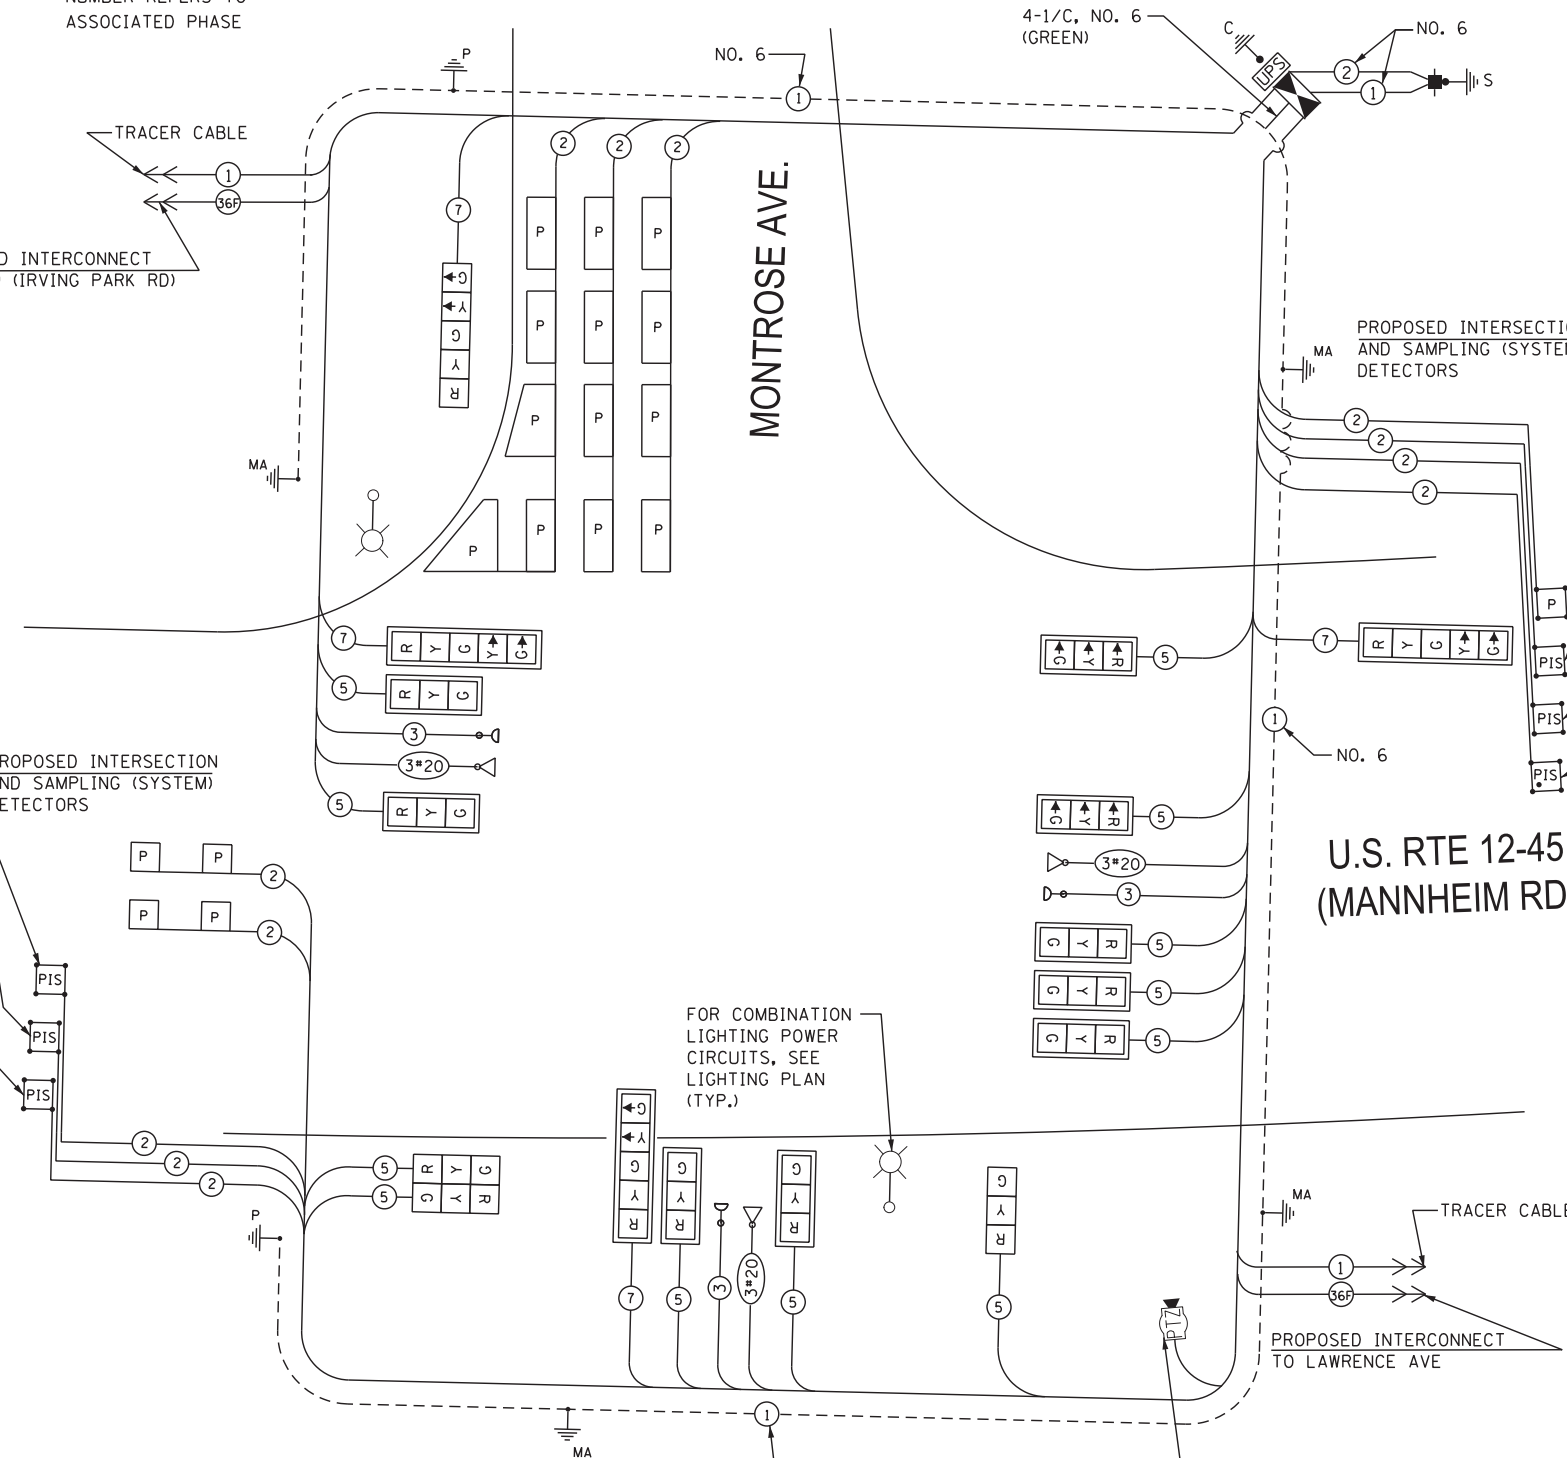 NUMBER REFERS TO
ASSOCIATED PHASE
4-1/C, NO. 6
(GREEN)
C
UPS
NO. 6
2
1
S
P
NO. 6
1
TRACER CABLE
1
36F
INTERCONNECT
(IRVING PARK RD)
2
2
2
7
G
Y
G
Y
R
P P P
P P P
P P P
P P P P
MONTROSE AVE.
MA
MA
PROPOSED INTERSECTI
AND SAMPLING (SYSTEM
DETECTORS
2
2
2
2
P
PIS
PIS
PIS
7
R Y G Y G
5
R Y G
3
3#20
5
R Y G
G Y R
5
7
R Y G Y G
1
NO. 6
G Y R
5
3#20
3
G Y R
5
G Y R
5
G Y R
5
U.S. RTE 12-45
(MANNHEIM RD
ROPOSED INTERSECTION
ND SAMPLING (SYSTEM)
ETECTORS
P P
2
P P
2
PIS
PIS
PIS
2
2
2
5
R Y G
5
G Y R
P
FOR COMBINATION
LIGHTING POWER
CIRCUITS, SEE
LIGHTING PLAN
(TYP.)
G
Y
G
Y
R
7
G
Y
R
5
3
3#20
G
Y
R
5
G
Y
R
5
PTZ
MA
TRACER CABLE
1
36F
PROPOSED INTERCONNECT
TO LAWRENCE AVE
1
MA